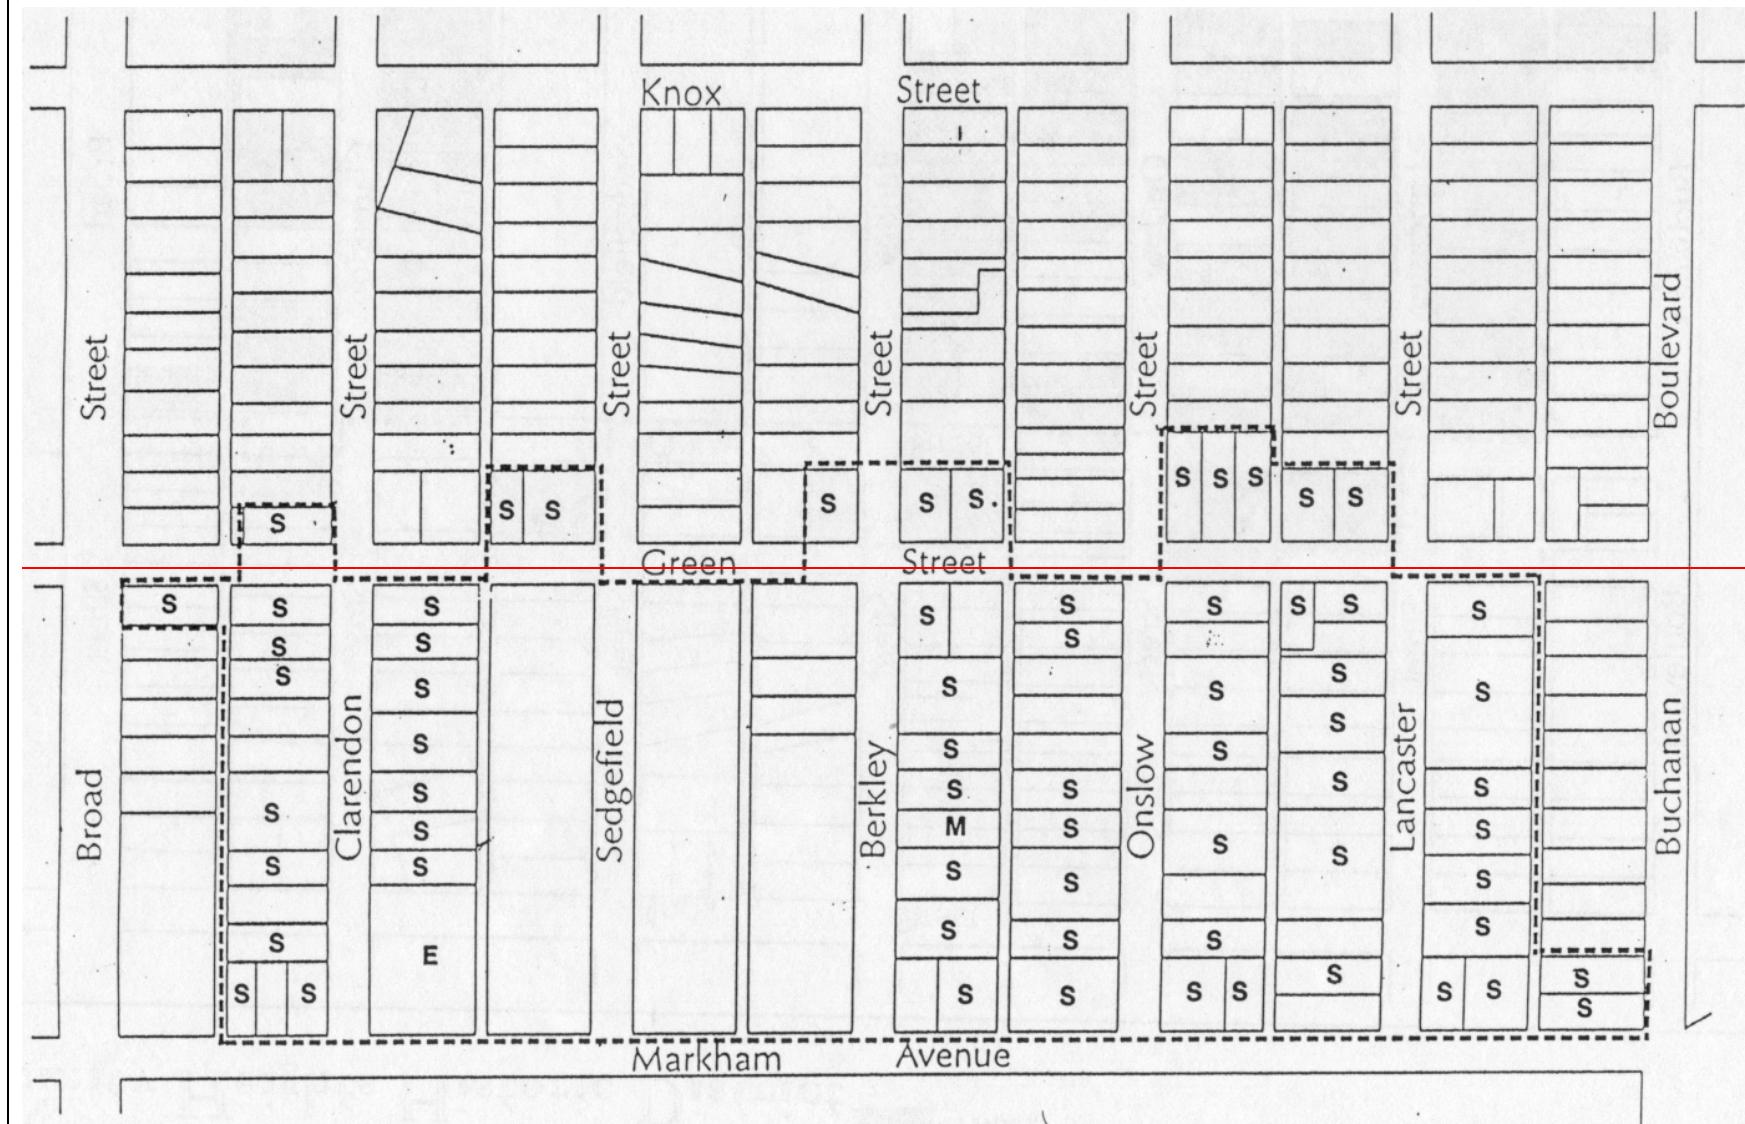 Knox Street
Street Street Street Street Street Street Boulevard
S S S
S S S S S S S S
Green Street
S S S S S S S S S
S S S
S S S S S S
S S S S S
S S S S S S
S S M S S S S
S S S S S S
S S S S S
E S
S S S S S S S S S S
S
Broad Clarendon Sedgefield Berkley Onslow Lancaster Buchanan
Markham Avenue